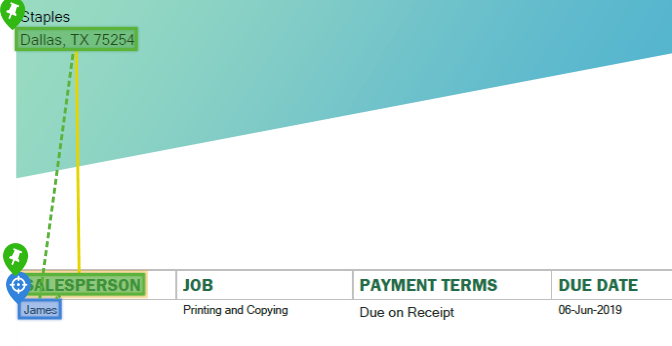 Staples
Dallas, TX 75254
SALESPERSON JOB PAYMENT TERMS DUE DATE
James Printing and Copying Due on Receipt 06-Jun-2019